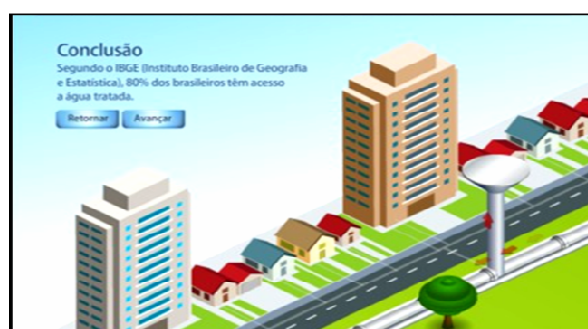 Conclusão
Segundo o IBGE (Instituto Brasileiro de Geografia
e Estatística), 80% dos brasileiros têm acesso
a água tratada.
Retornar Avançar